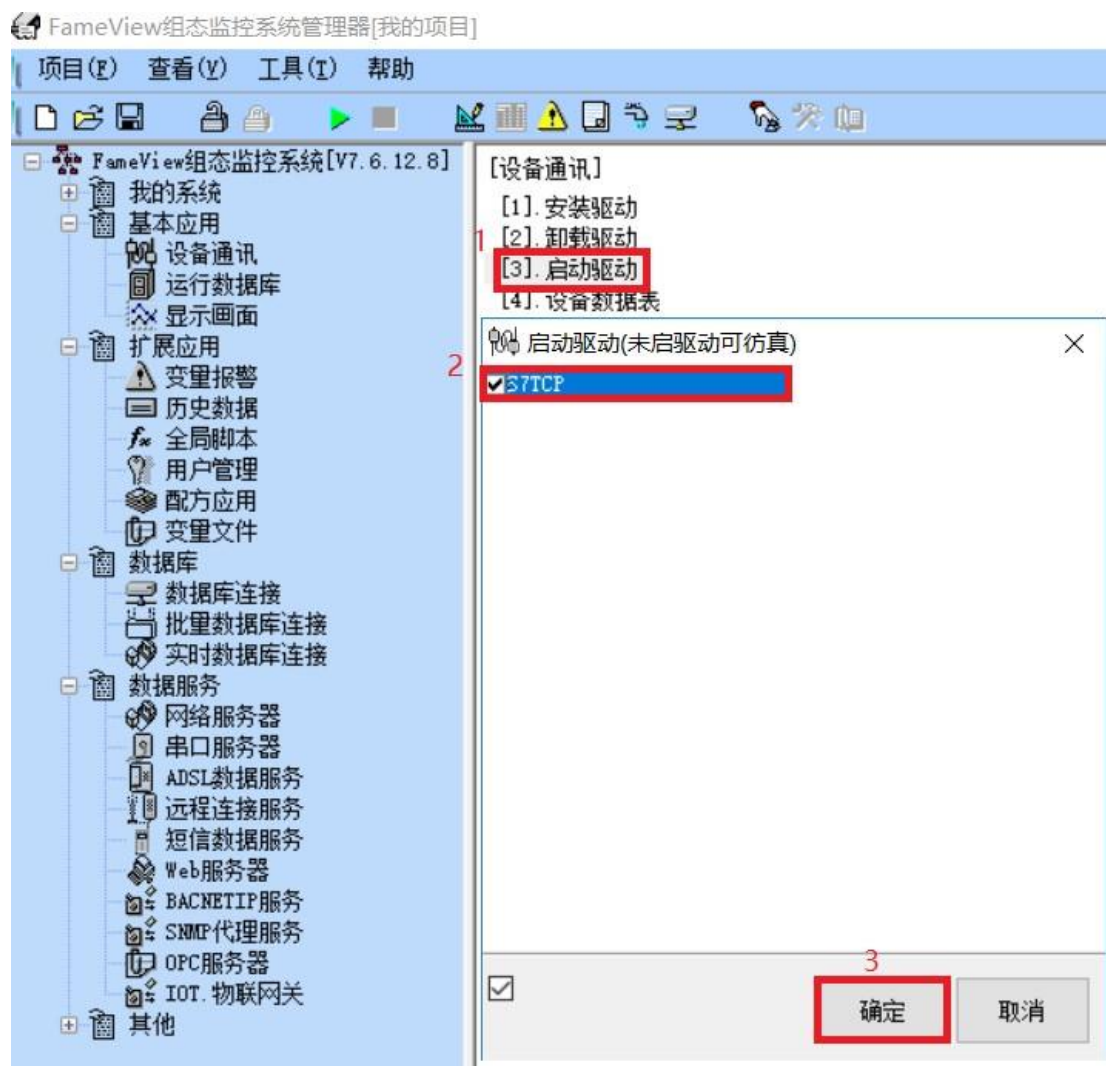 FameView组态监控系统管理器[我的项目]
项目(F) 查看(V) 工具(T) 帮助
FameView组态监控系统[V7.6.12.8]
我的系统
基本应用
设备通讯
运行数据库
显示画面
扩展应用
变量报警
历史数据
全局脚本
用户管理
配方应用
变量文件
数据库
数据库连接
批量数据库连接
实时数据库连接
数据服务
网络服务器
串口服务器
ADSL数据服务
远程连接服务
短信数据服务
Web服务器
BACNETIP服务
SNMP代理服务
OPC服务器
IOT.物联网关
其他
[设备通讯]
[1].安装驱动
[2].卸载驱动
1
[3].启动驱动
[4].设备数据表
启动驱动(未启驱动可仿真)
2
S7TCP
3
确定 取消